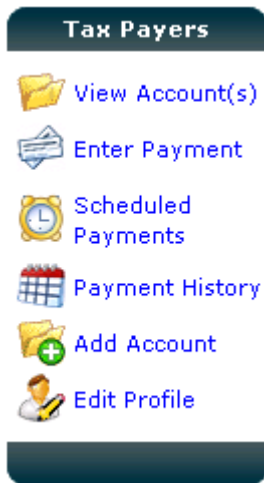 Tax Payers
View Account(s)
Enter Payment
Scheduled
Payments
Payment History
Add Account
Edit Profile